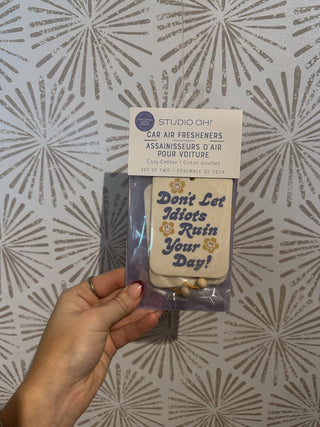 STUDIO OH!
CAR AIR FRESHENERS
ASSAINISSEURS D'AIR
POUR VOITURE
Cozy Cotton / Coton douillet
SET OF TWO / ENSEMBLE DE DEUX
Don't Let
Idiots
Ruin
Your
Day!